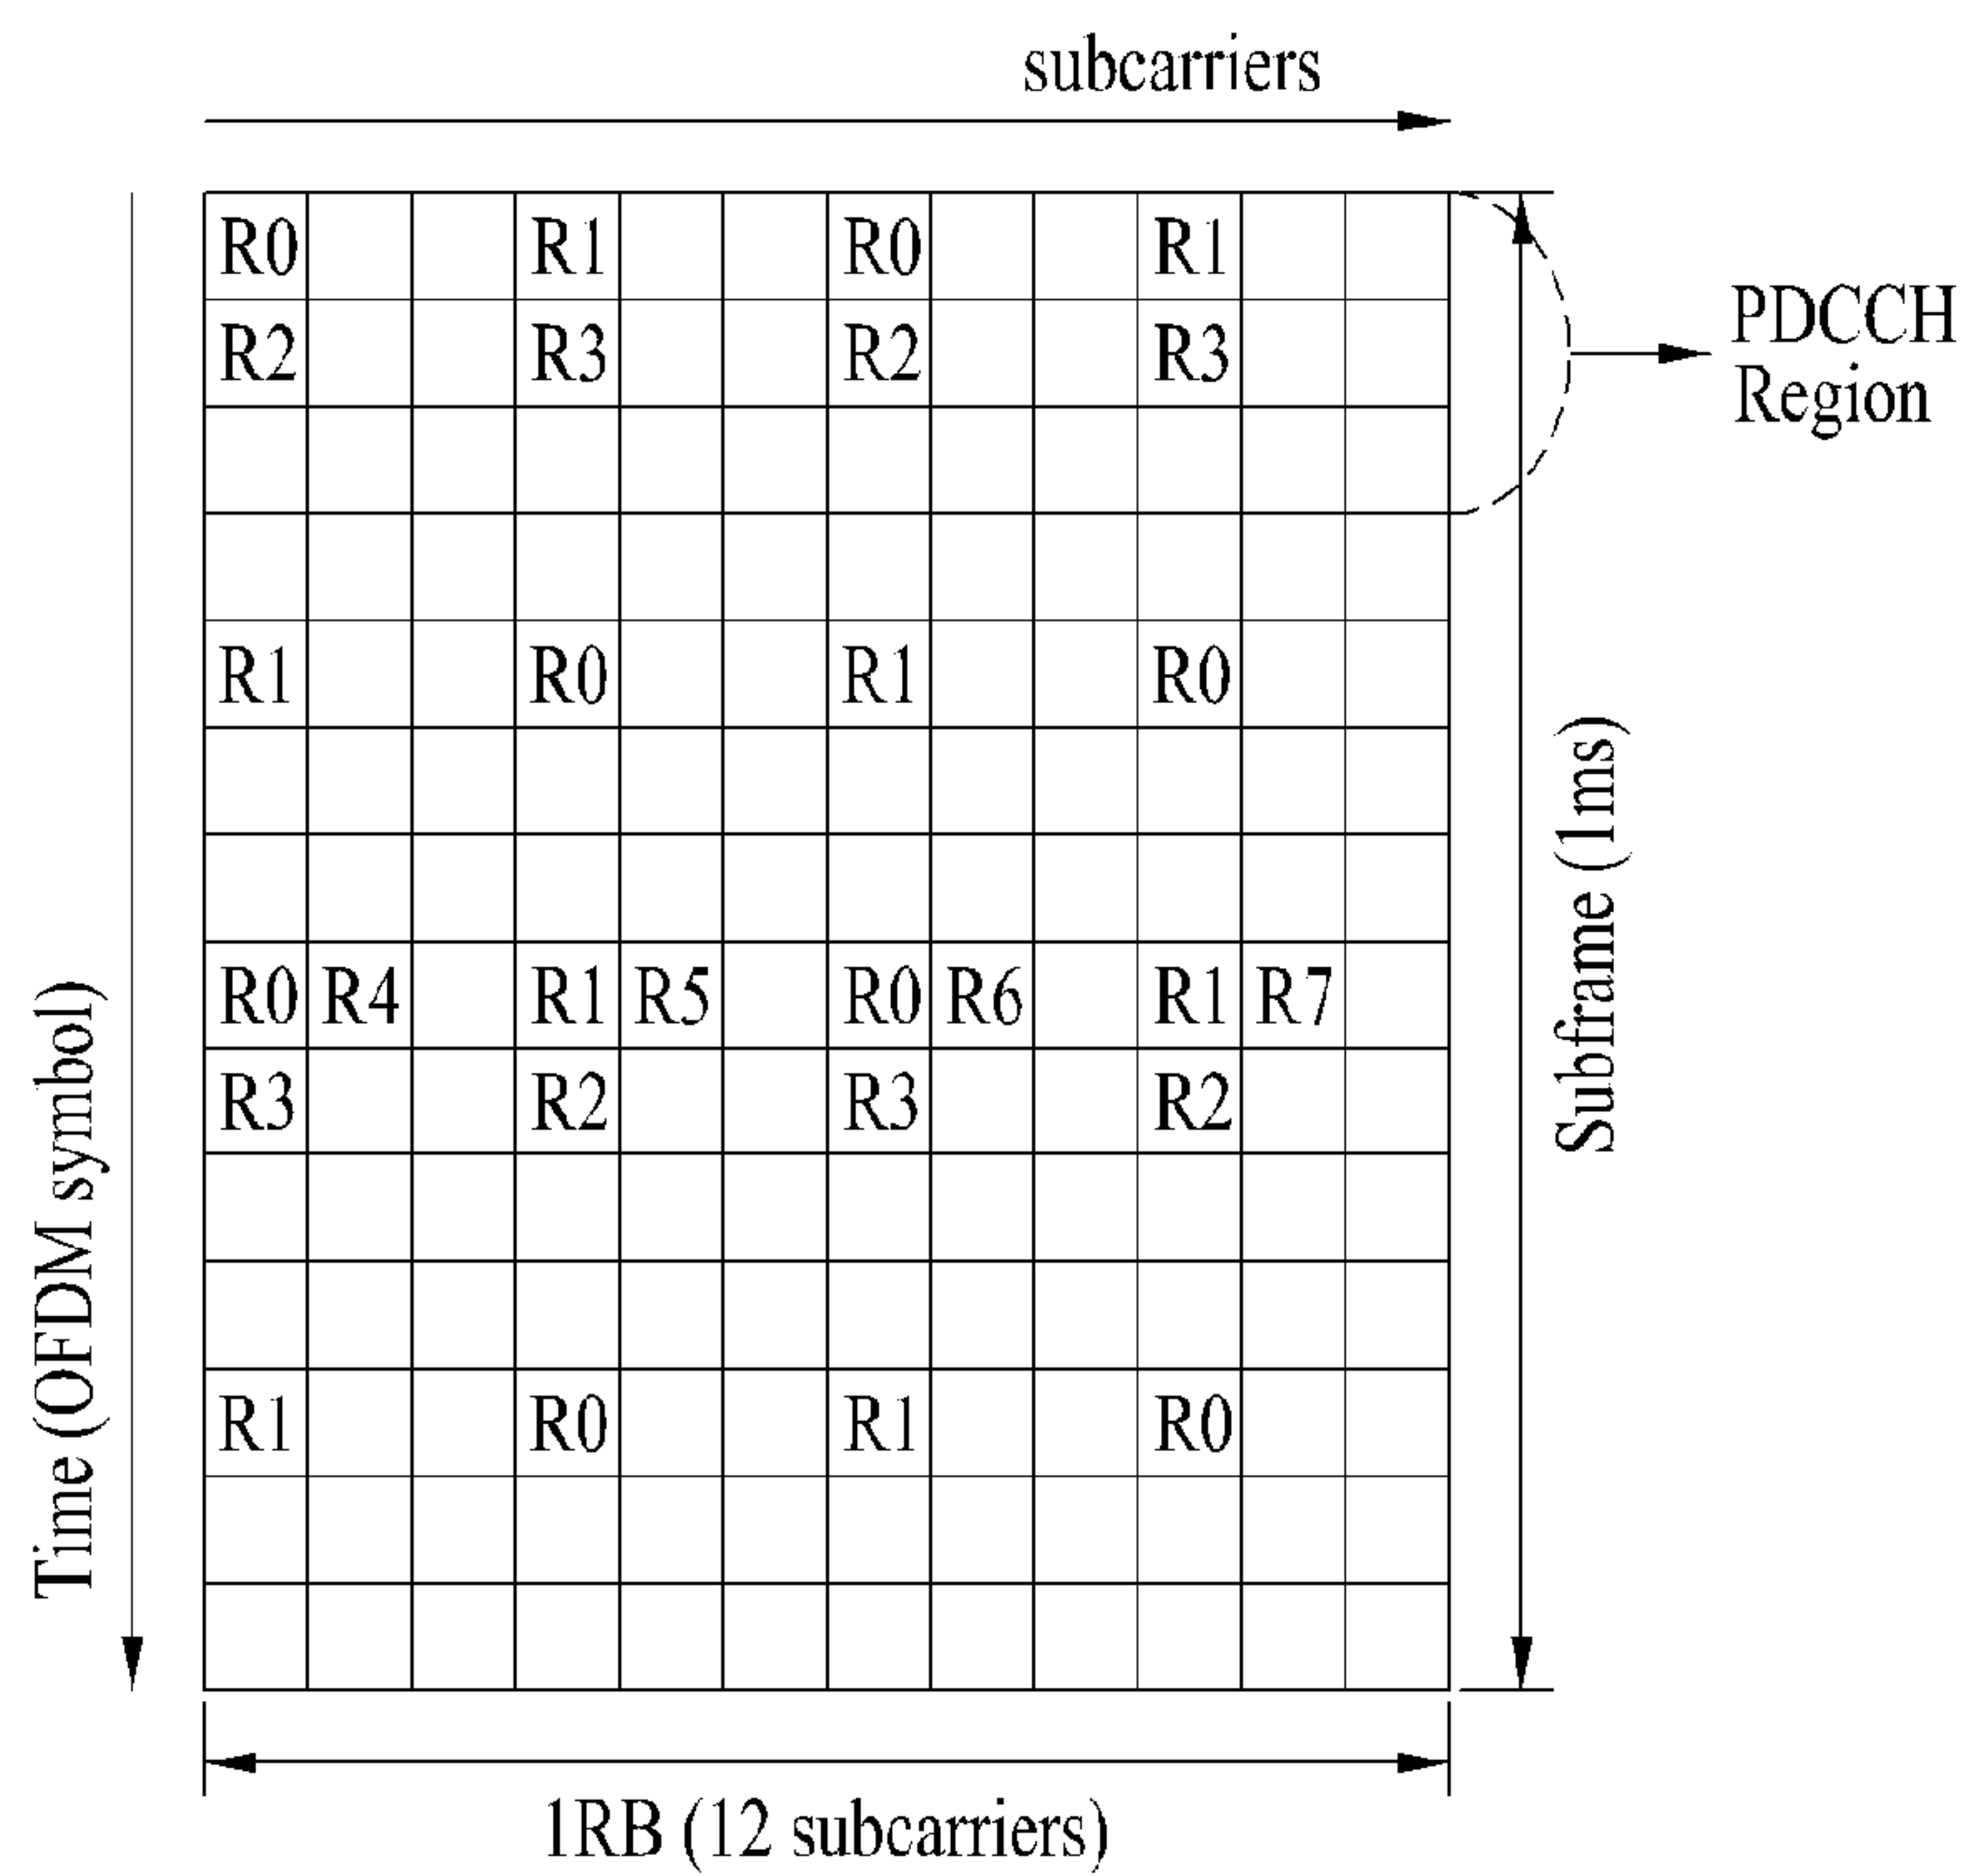 subcarriers
R0 R1 R0 R1
R2 R3 R2 R3
PDCCH
Region
R1 R0 R1 R0
R0 R4 R1 R5 R0 R6 R1 R7
R3 R2 R3 R2
R1 R0 R1 R0
Time (OFDM symbol)
Subframe (1ms)
1RB (12 subcarriers)